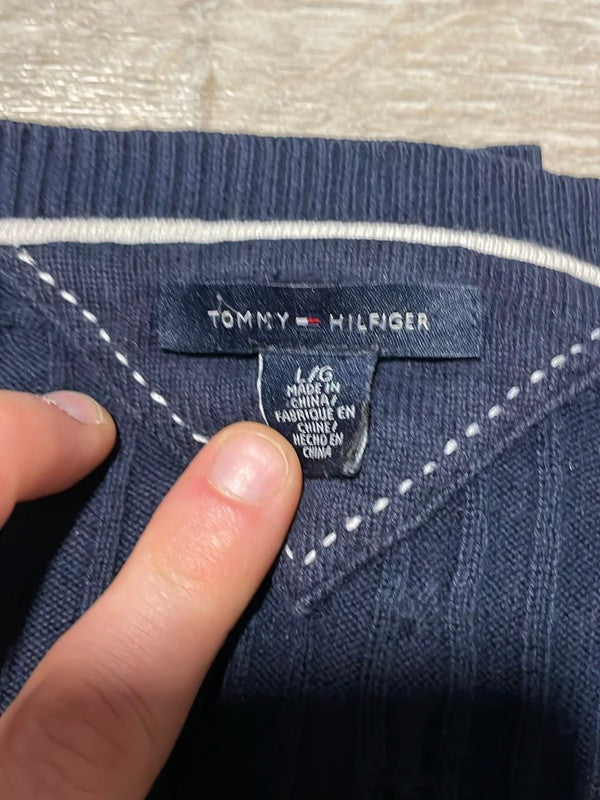 TOMMY HILFIGER
L/G
MADE IN
CHINA/
FABRIQUE EN
CHINE/
HECHO EN
CHINA